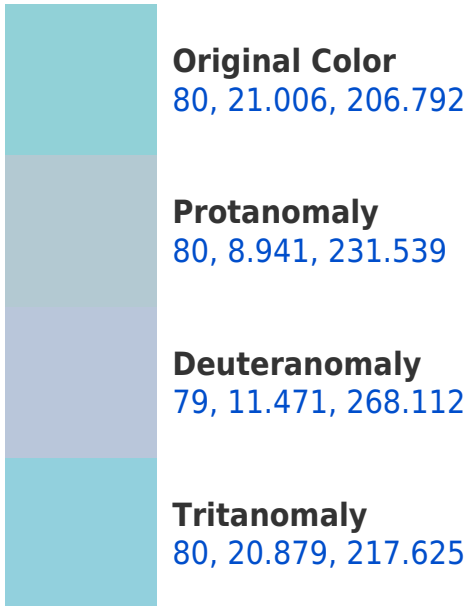 Original Color
80, 21.006, 206.792
Protanomaly
80, 8.941, 231.539
Deuteranomaly
79, 11.471, 268.112
Tritanomaly
80, 20.879, 217.625